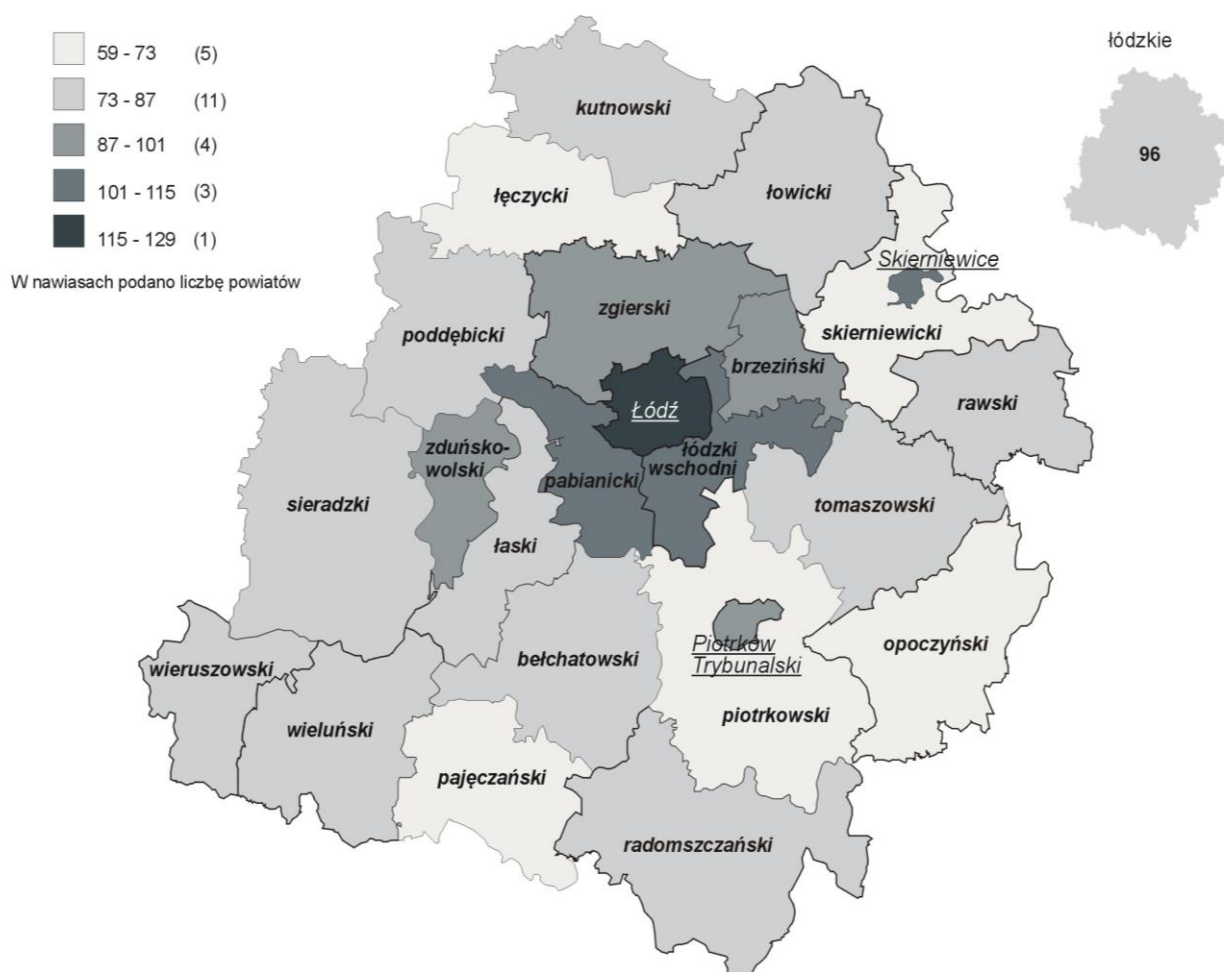 59 - 73 (5)
73 - 87 (11)
87 - 101 (4)
101 - 115 (3)
115 - 129 (1)
W nawiasach podano liczbę powiatów
łódzkie
96
kutnowski
łęczycki
łowicki
Skierniewice
zgierski
skierniewicki
poddębicki
brzeziński
rawski
Łódź
zduńsko-
wolski
łódzki
wschodni
pabianicki
sieradzki
tomaszowski
łaski
opoczyński
Piotrków
Trybunalski
bełchatowski
wieruszowski
piotrkowski
wieluński
pajęczański
radomszczański